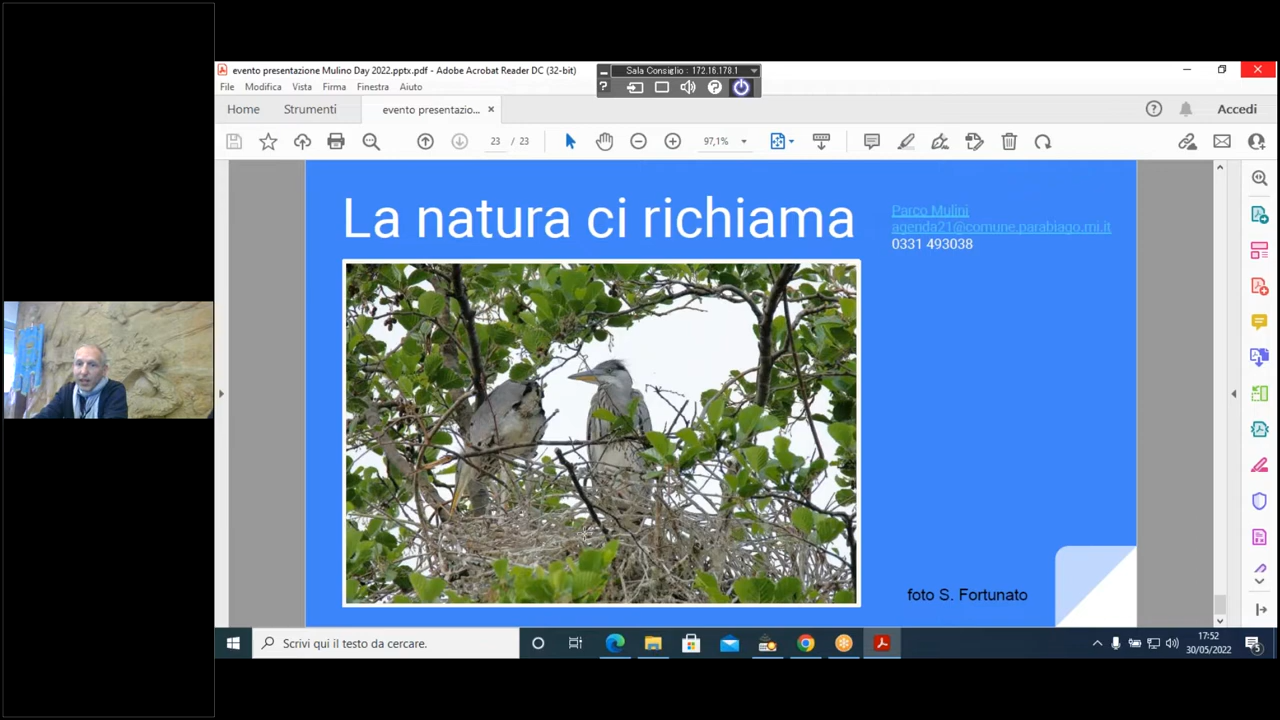 evento presentazione Mulino Day 2022.pptx.pdf - Adobe Acrobat Reader DC (32-bit)
Sala Consiglio : 172.16.178.1
File Modifica Vista Firma Finestra Aiuto
Home Strumenti evento presentazio... Accedi
23 / 23 97,1%
La natura ci richiama
Parco Mulini
agenda21@comune.parabiago.mi.it
0331 493038
foto S. Fortunato
Scrivi qui il testo da cercare.
17:52
30/05/2022
5